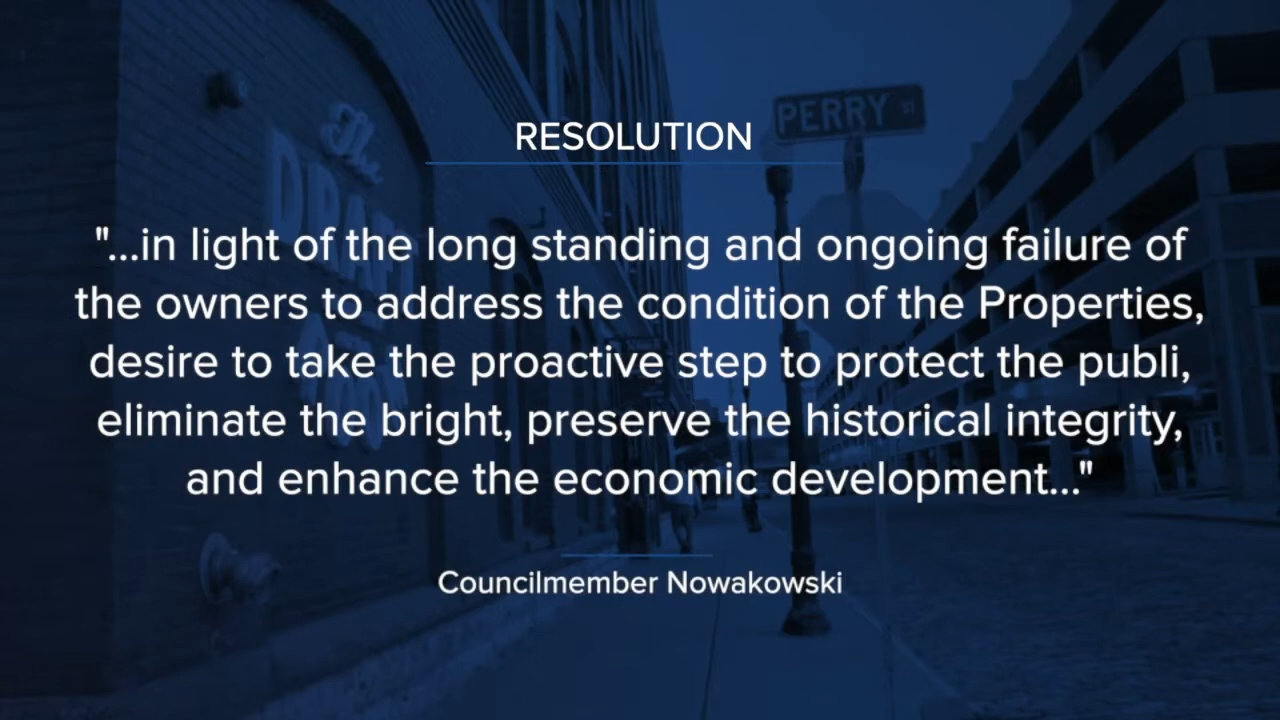 RESOLUTION
PERRY ST
The
"...in light of the long standing and ongoing failure of
the owners to address the condition of the Properties,
desire to take the proactive step to protect the publi,
eliminate the bright, preserve the historical integrity,
and enhance the economic development..."
Councilmember Nowakowski